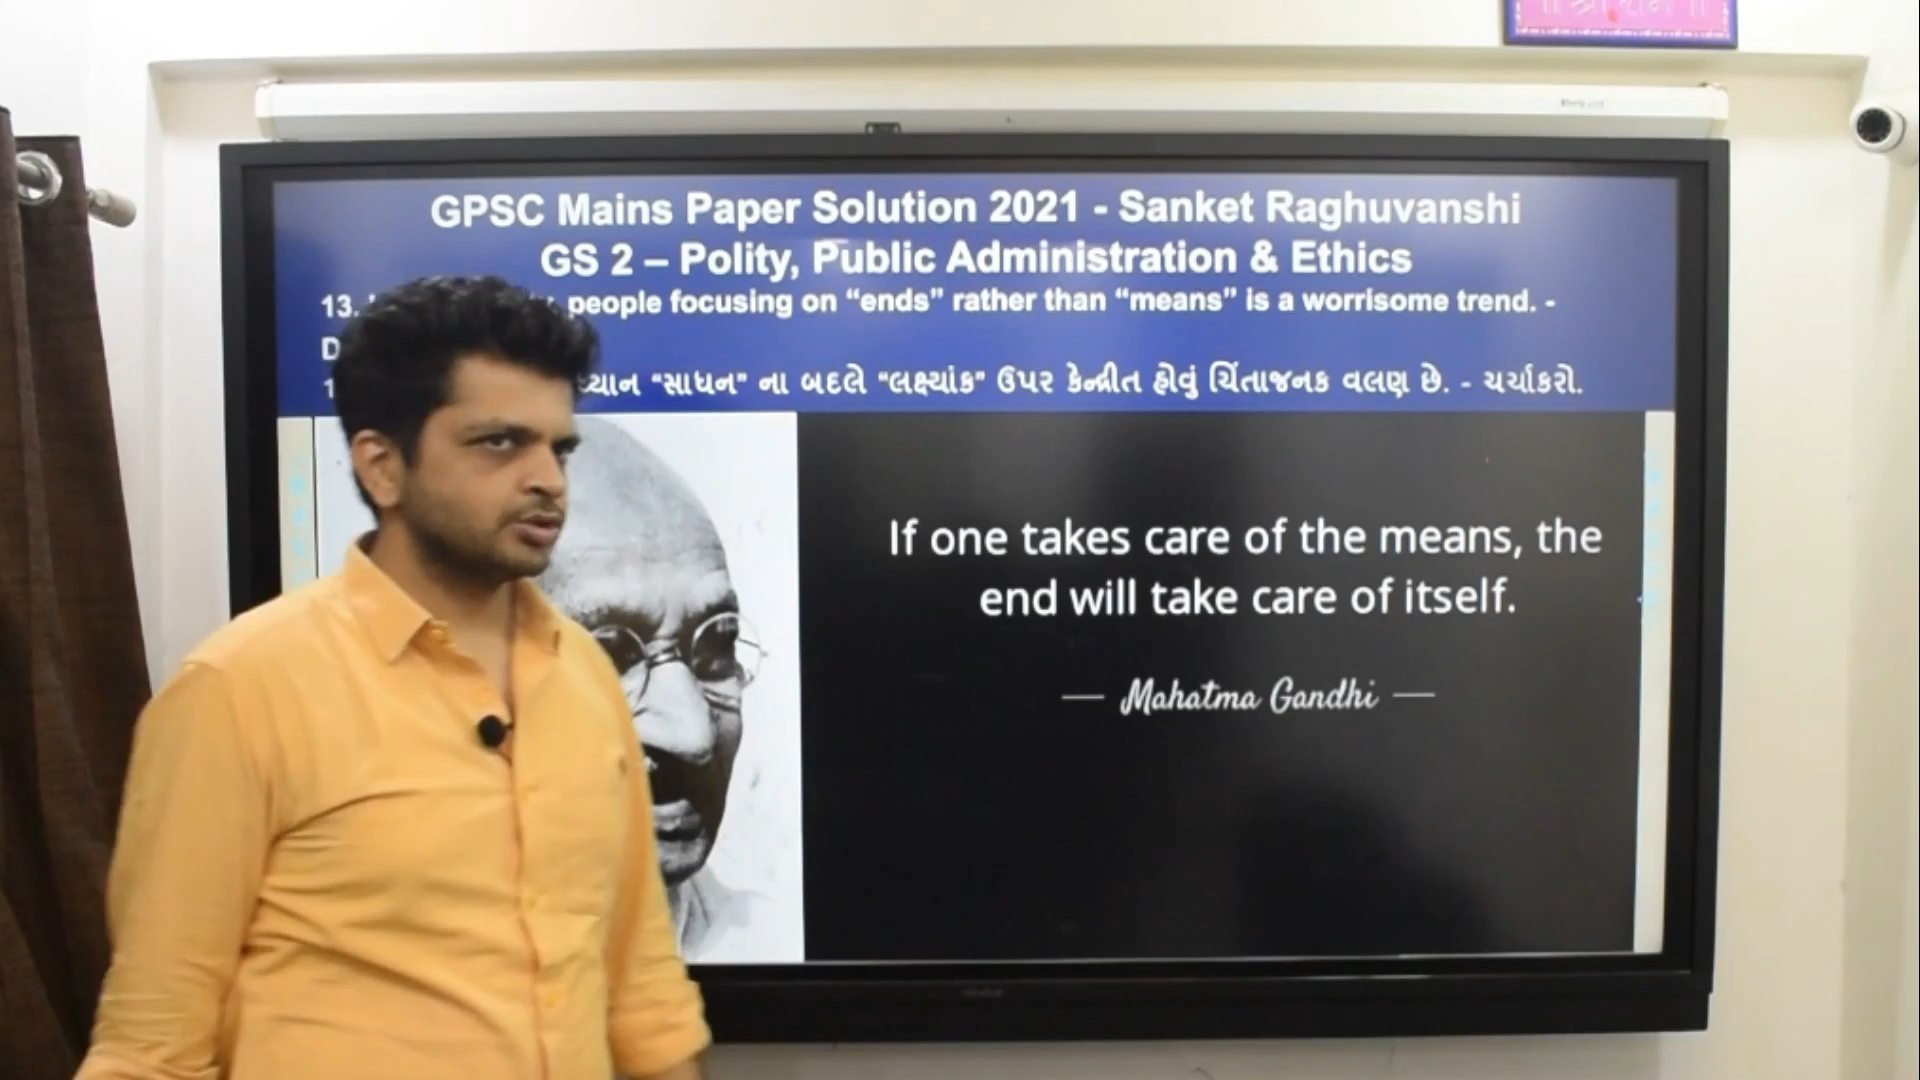 ॥ श्री राम ॥
GPSC Mains Paper Solution 2021 - Sanket Raghuvanshi
GS 2 – Polity, Public Administration & Ethics
13. people focusing on “ends” rather than “means” is a worrisome trend. -
“સાધન” ના બદલે “લક્ષ્યાંક” ઉપર કેન્દ્રીત હોવું ચિંતાજનક વલણ છે. - ચર્ચાકરો.
If one takes care of the means, the
end will take care of itself.
— Mahatma Gandhi —